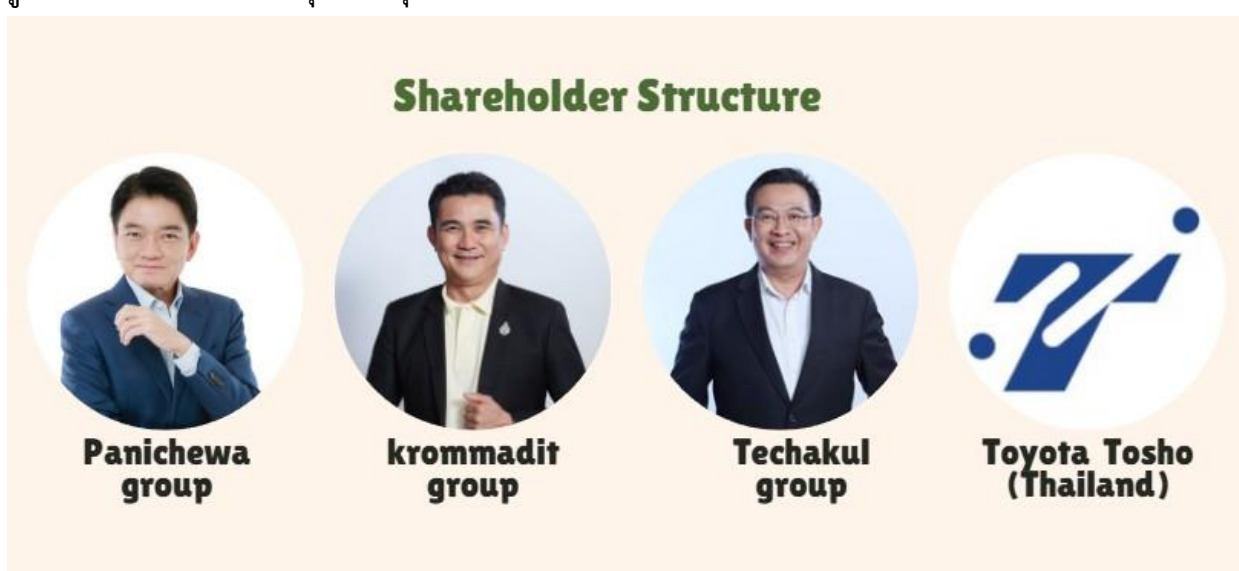 Shareholder Structure
Panichewa
group
krommadit
group
Techakul
group
Toyota Tosho
(Thailand)